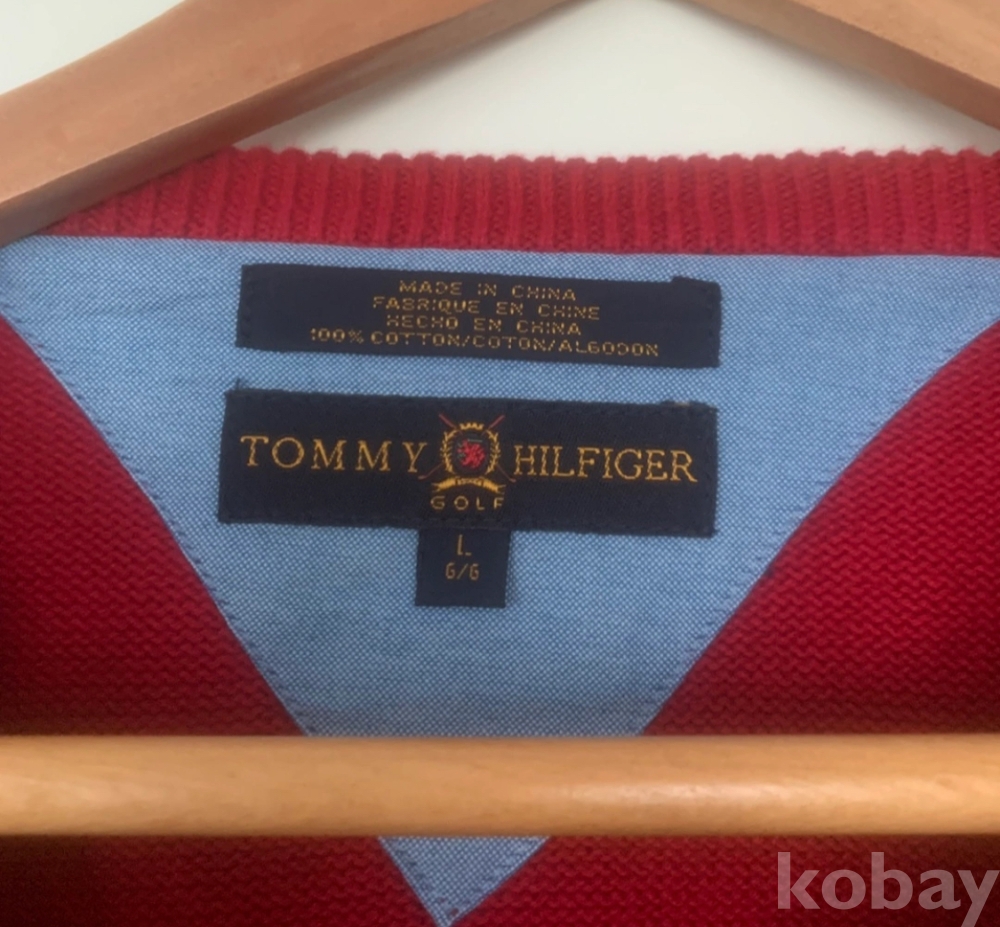 MADE IN CHINA
FABRIQUE EN CHINE
HECHO EN CHINA
100% COTTON/COTON/ALGODON
TOMMY HILFIGER
GOLF
L
G/G
kobay